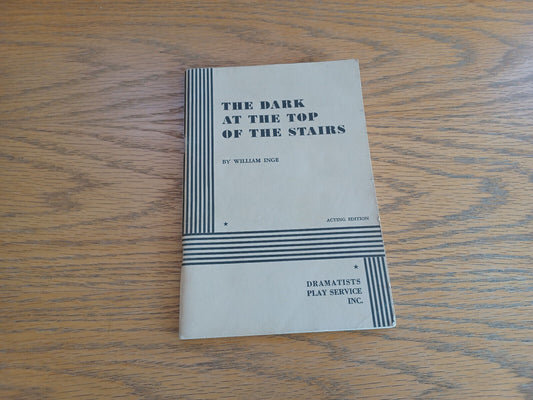 THE DARK
AT THE TOP
OF THE STAIRS
BY WILLIAM INGE
ACTING EDITION
DRAMATISTS
PLAY SERVICE
INC.